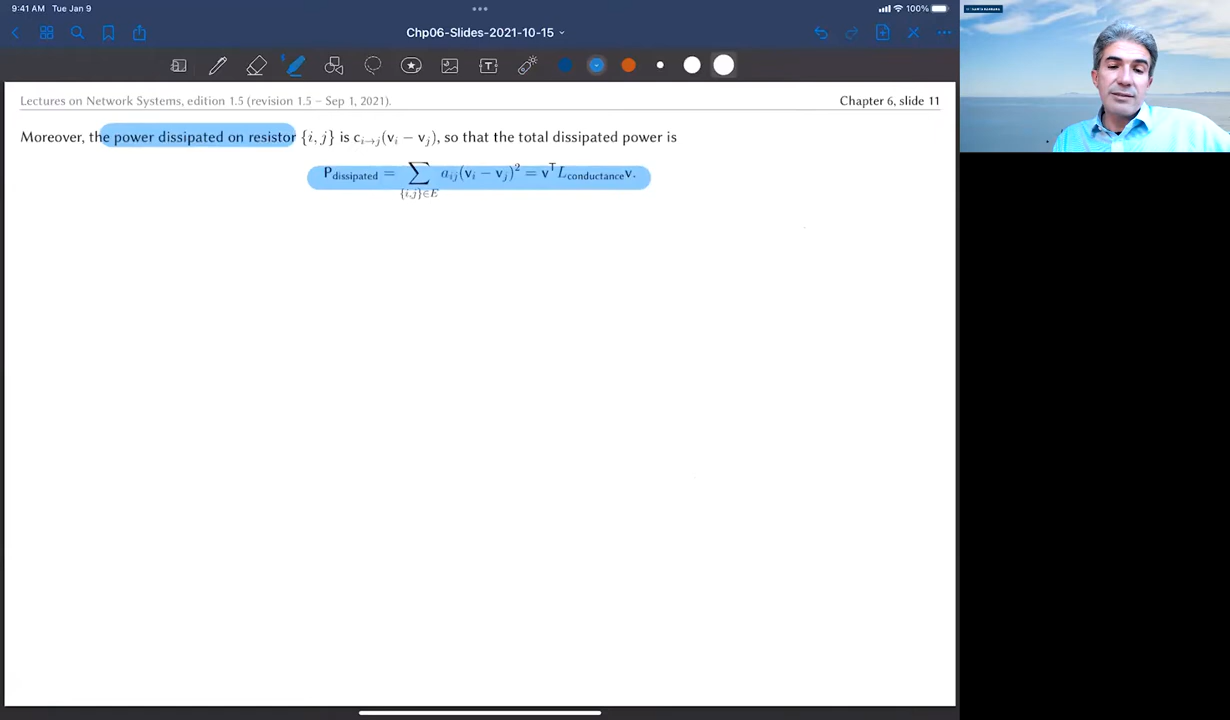 9:41 AM Tue Jan 9
100%
Chp06-Slides-2021-10-15
Lectures on Network Systems, edition 1.5 (revision 1.5 – Sep 1, 2021).
Chapter 6, slide 11
Moreover, the power dissipated on resistor {i, j} is c_{i→j}(v_i − v_j), so that the total dissipated power is
P_dissipated = ∑_{{i,j}∈E} a_{ij}(v_i − v_j)^2 = v^T L_conductance v.